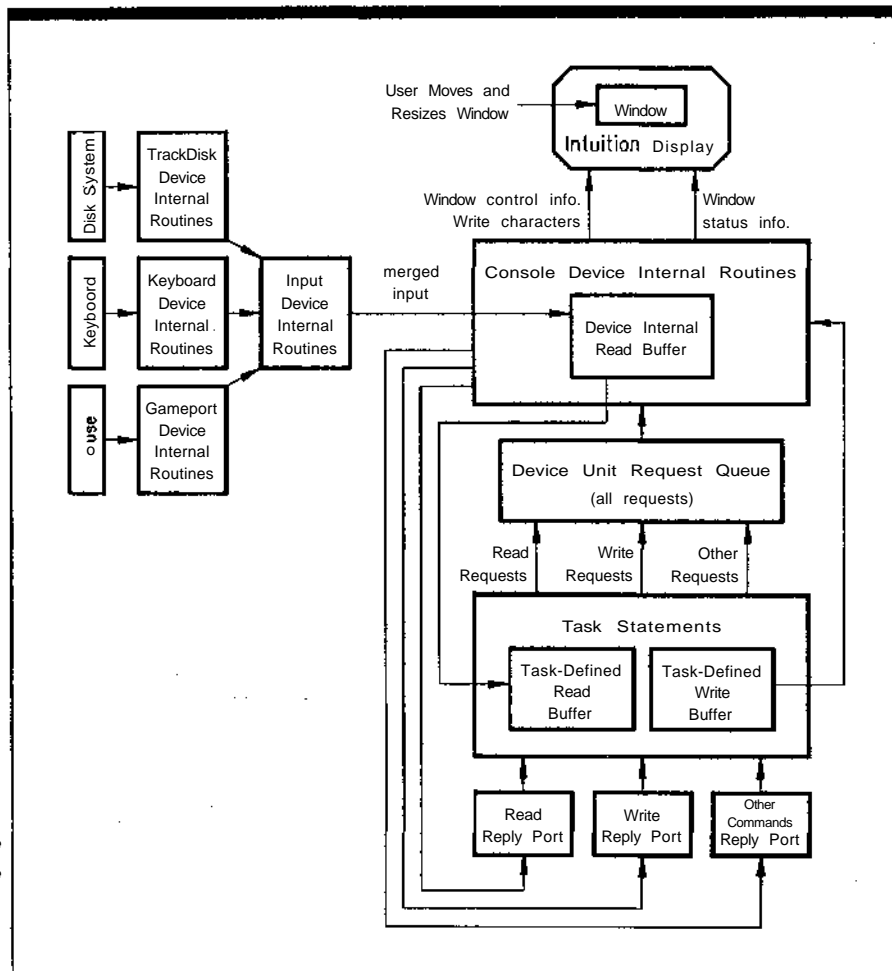 User Moves and
Resizes Window
Window
Intuition Display
Disk System
TrackDisk
Device
Internal
Routines
Window control info.
Write characters
Window
status info.
Keyboord
Keyboard
Device
Internal
Routines
Input
Device
Internal
Routines
merged
input
Console Device Internal Routines
Device Internal
Read Buffer
ouse
Gameport
Device
Internal
Routines
Device Unit Request Queue
(all requests)
Read
Requests
Write
Requests
Other
Requests
Task Statements
Task-Defined
Read
Buffer
Task-Defined
Write
Buffer
Read
Reply Port
Write
Reply Port
Other
Commands
Reply Port